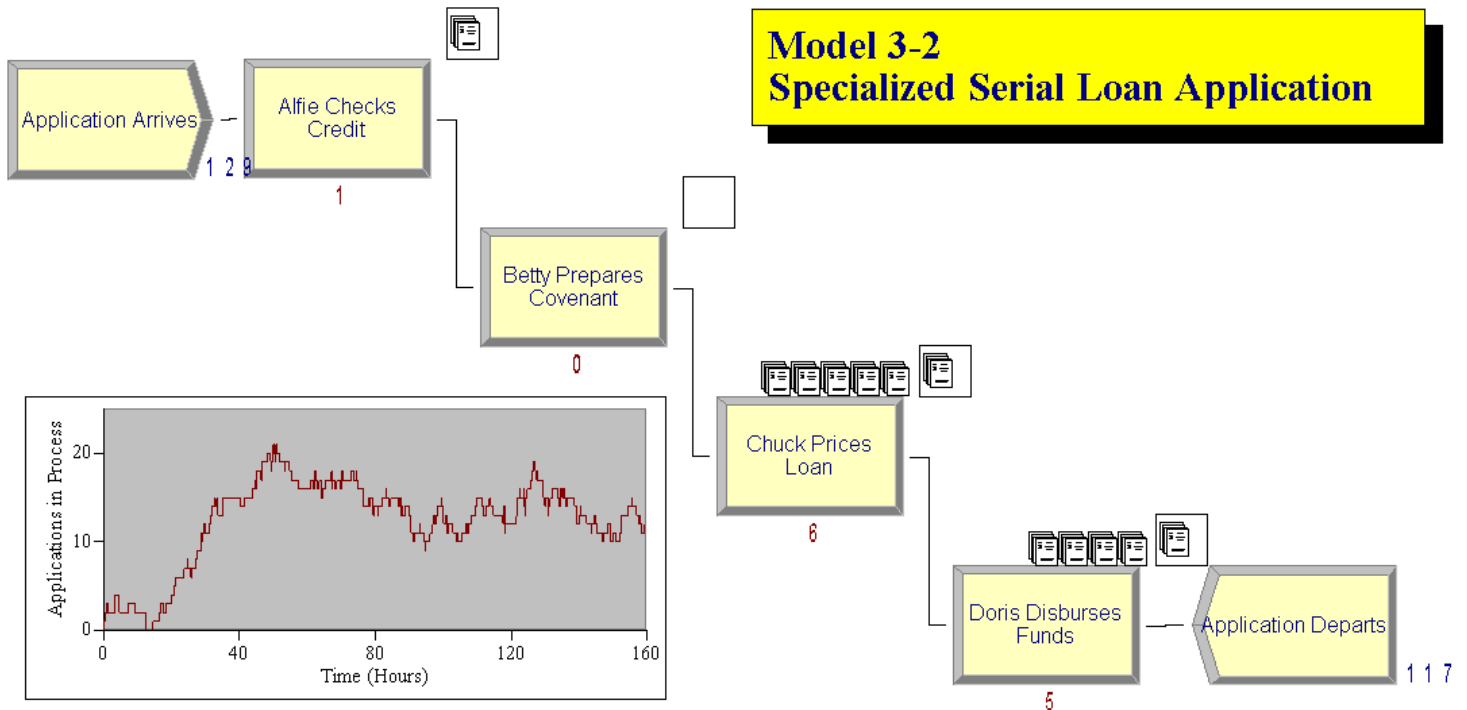 Model 3-2
Specialized Serial Loan Application
Application Arrives
1 2 9
Alfie Checks
Credit
1
Betty Prepares
Covenant
0
Chuck Prices
Loan
6
Doris Disburses
Funds
5
Application Departs
1 1 7
Applications in Process
20
10
0
0
40
80
120
160
Time (Hours)